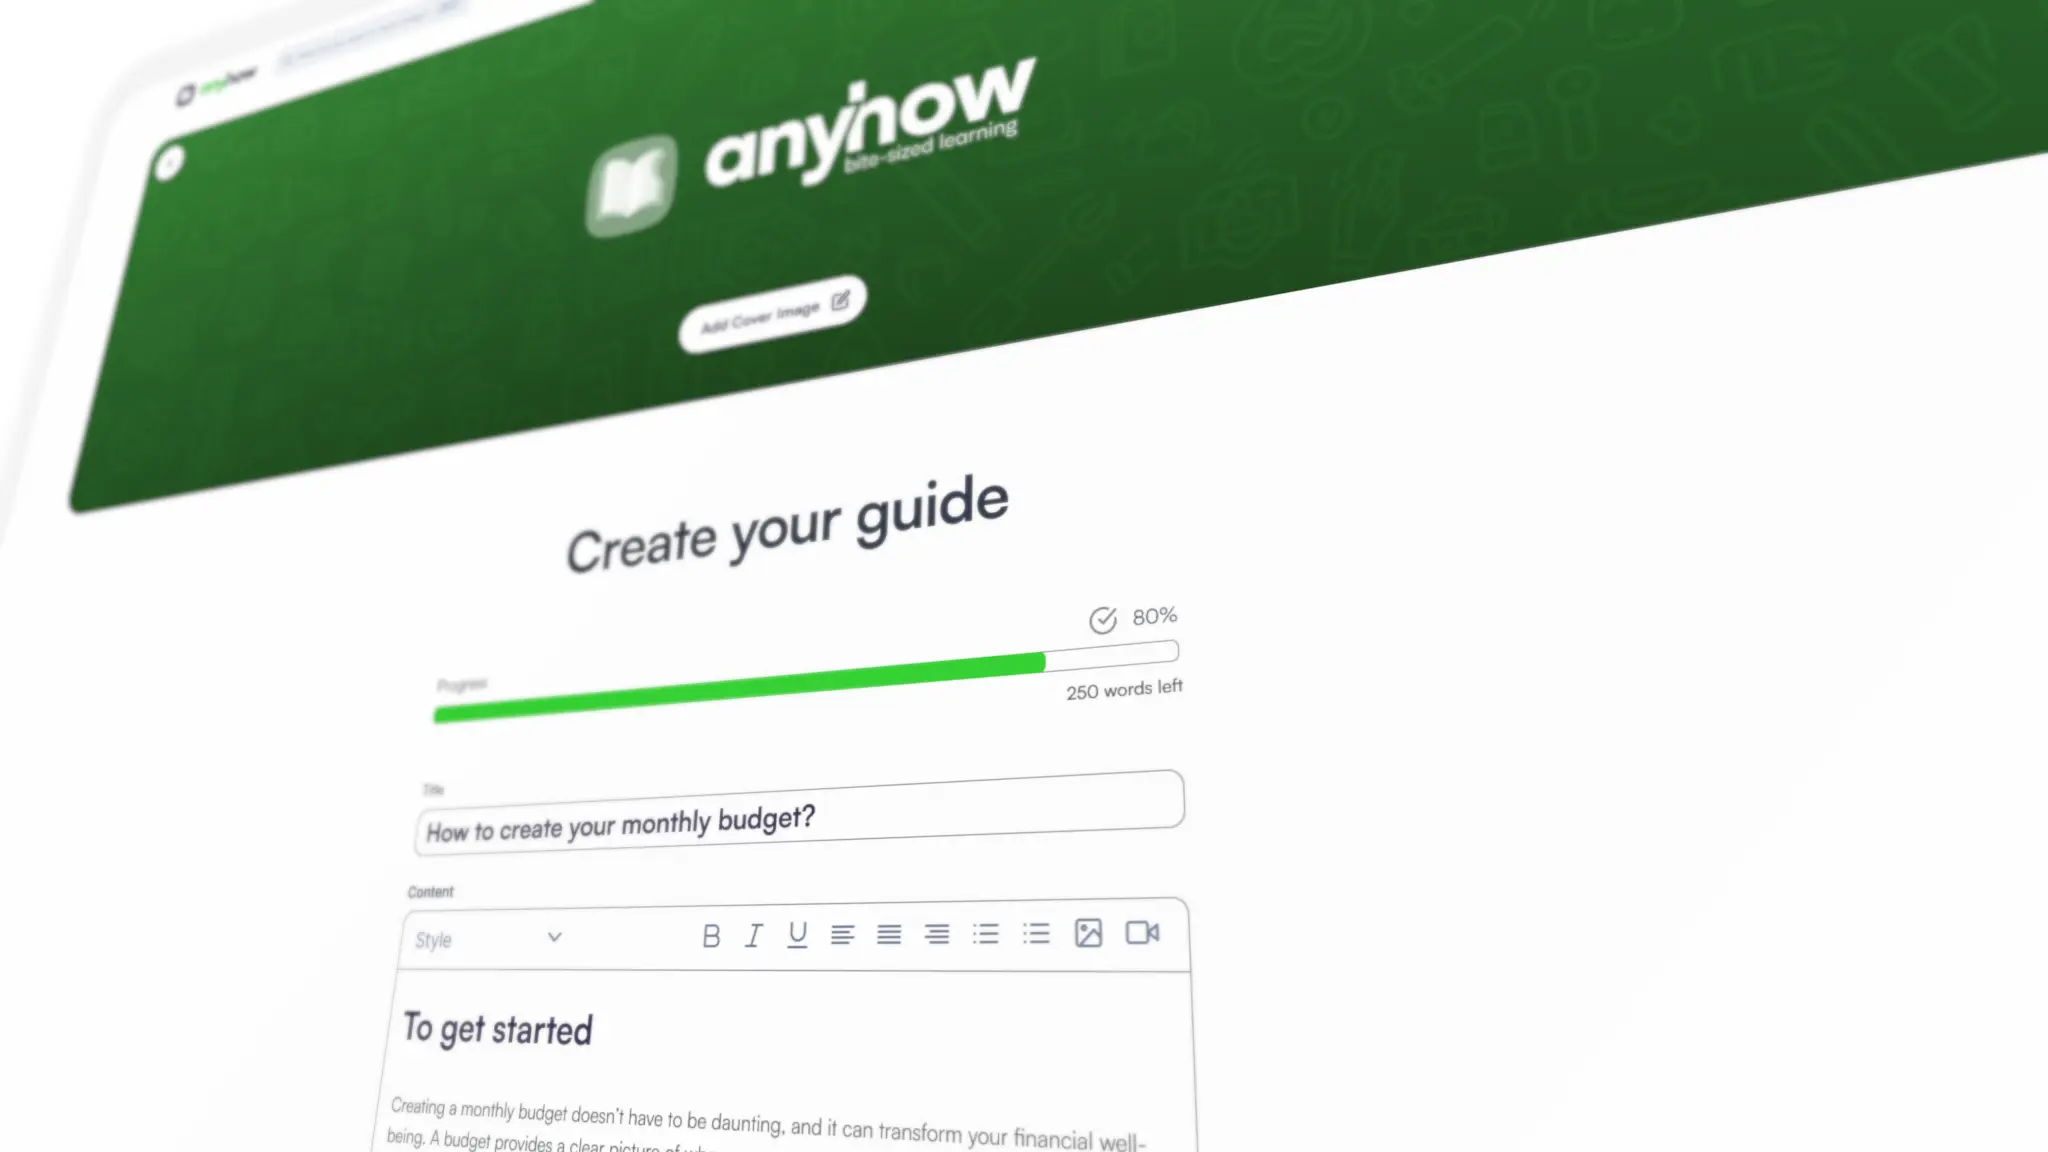 anyhow
anyhow
bite-sized learning
Add Cover Image
Create your guide
80%
Progress
250 words left
Title
How to create your monthly budget?
Content
Style
B I U
To get started
Creating a monthly budget doesn't have to be daunting, and it can transform your financial well-
being. A budget provides a clear picture of